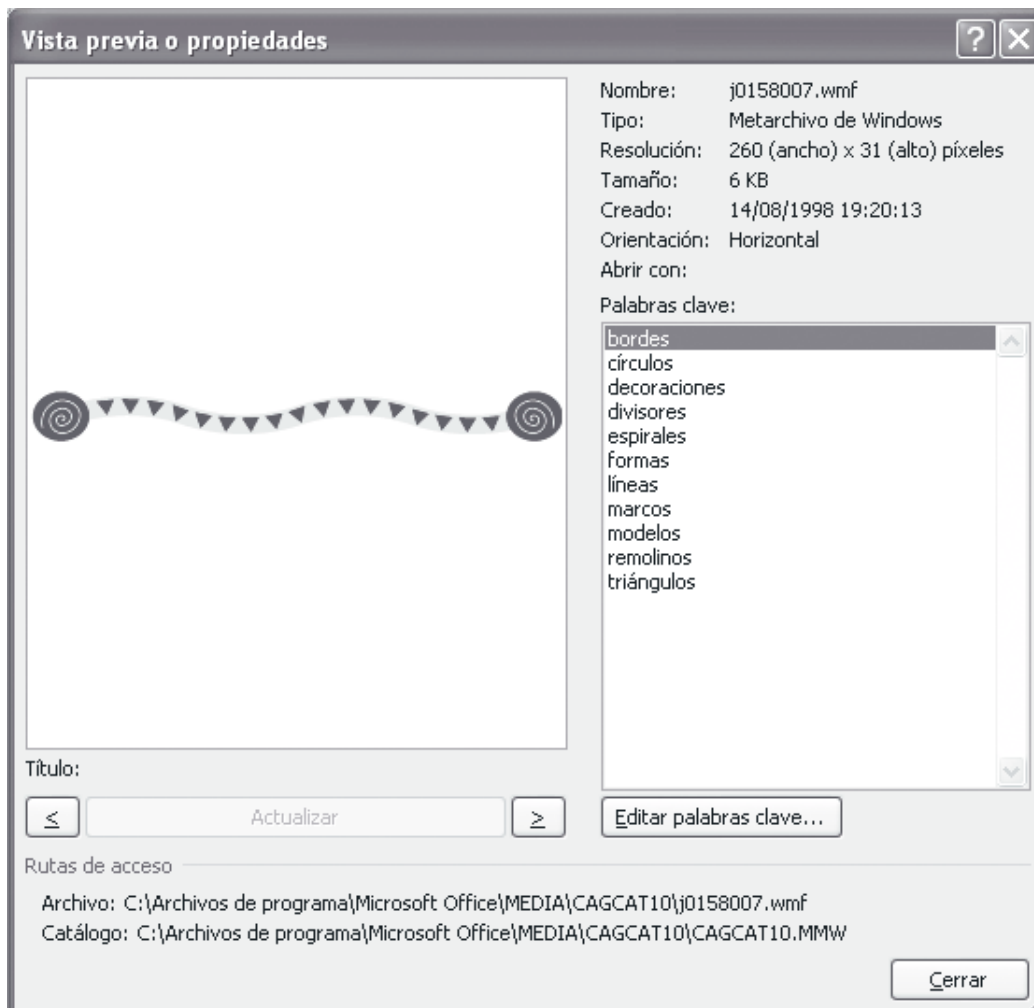 Vista previa o propiedades
Nombre: j0158007.wmf
Tipo: Metarchivo de Windows
Resolución: 260 (ancho) x 31 (alto) píxeles
Tamaño: 6 KB
Creado: 14/08/1998 19:20:13
Orientación: Horizontal
Abrir con:
Palabras clave:
bordes
círculos
decoraciones
divisores
espirales
formas
líneas
marcos
modelos
remolinos
triángulos
Título:
< Actualizar >
Editar palabras clave...
Rutas de acceso
Archivo: C:\Archivos de programa\Microsoft Office\MEDIA\CAGCAT10\j0158007.wmf
Catálogo: C:\Archivos de programa\Microsoft Office\MEDIA\CAGCAT10\CAGCAT10.MMW
Cerrar